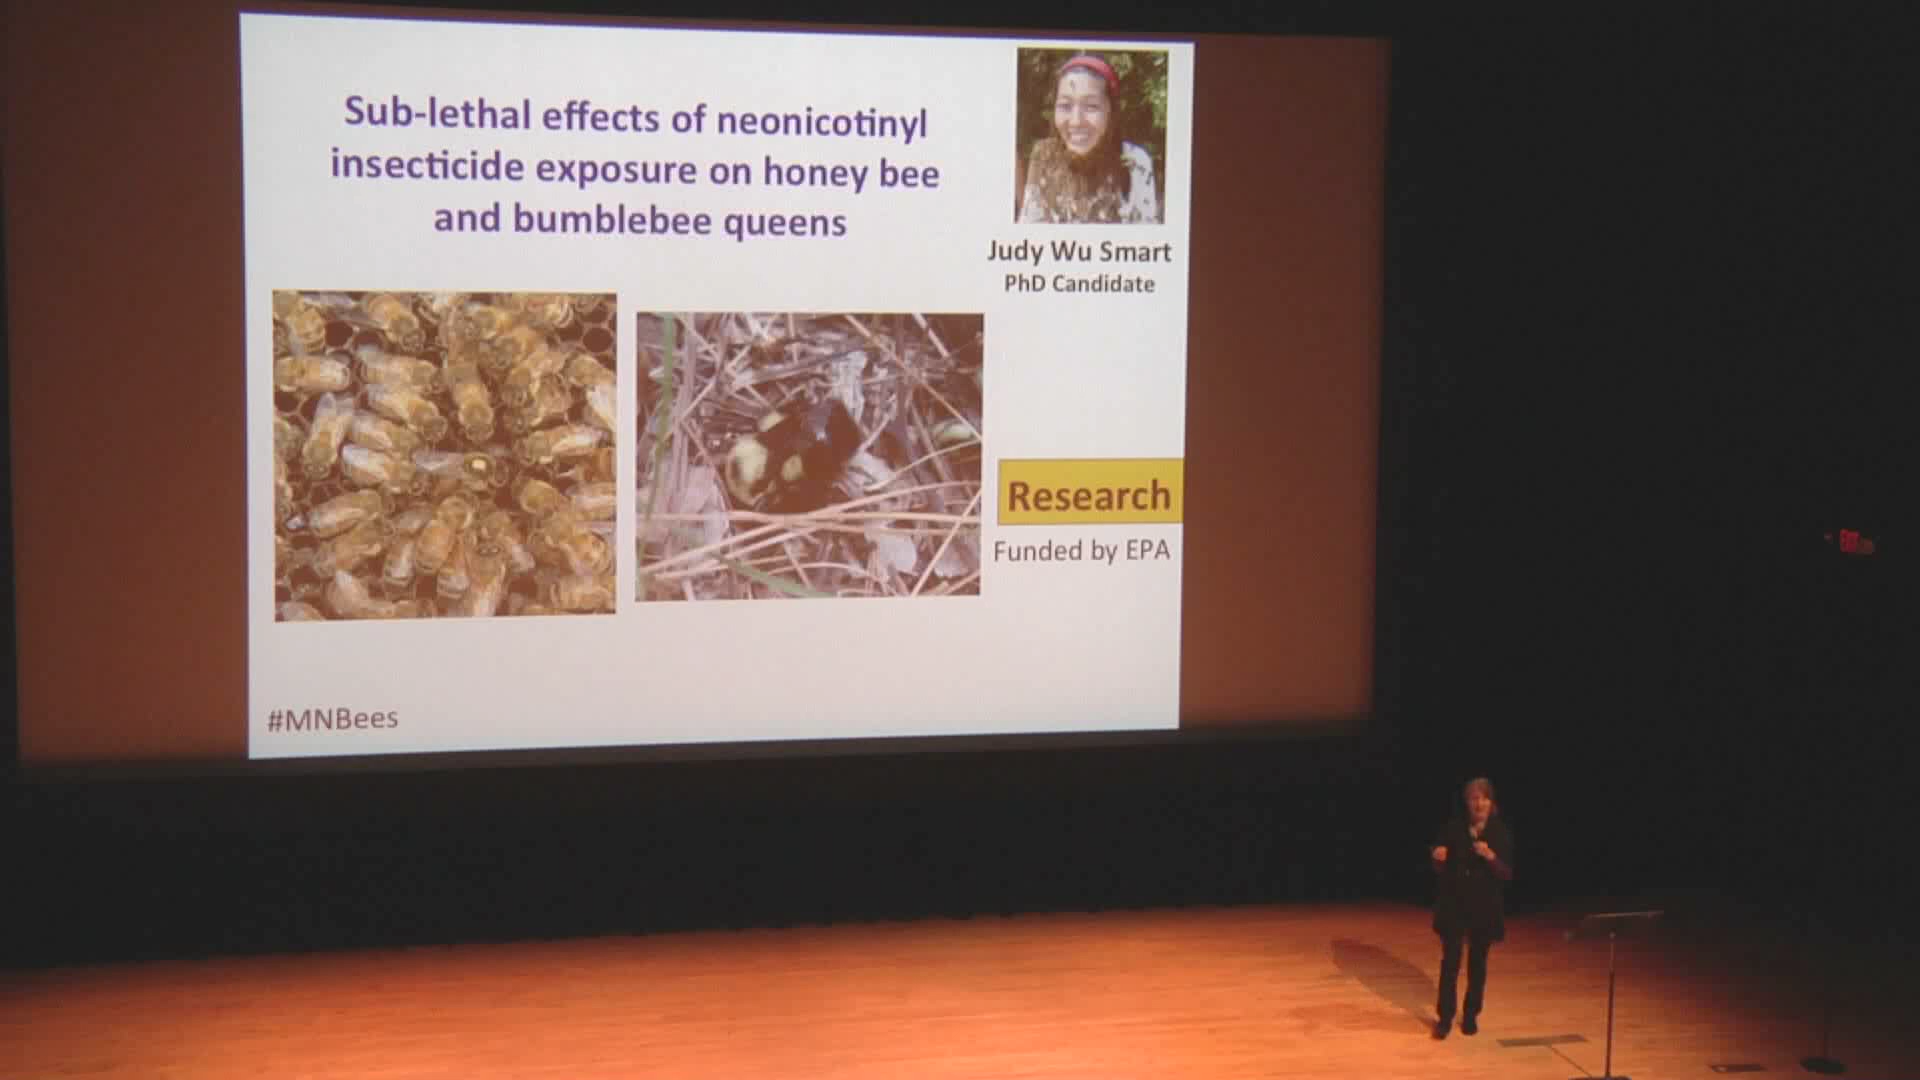 Sub-lethal effects of neonicotinyl
insecticide exposure on honey bee
and bumblebee queens
Judy Wu Smart
PhD Candidate
Research
Funded by EPA
#MNBees
EXIT